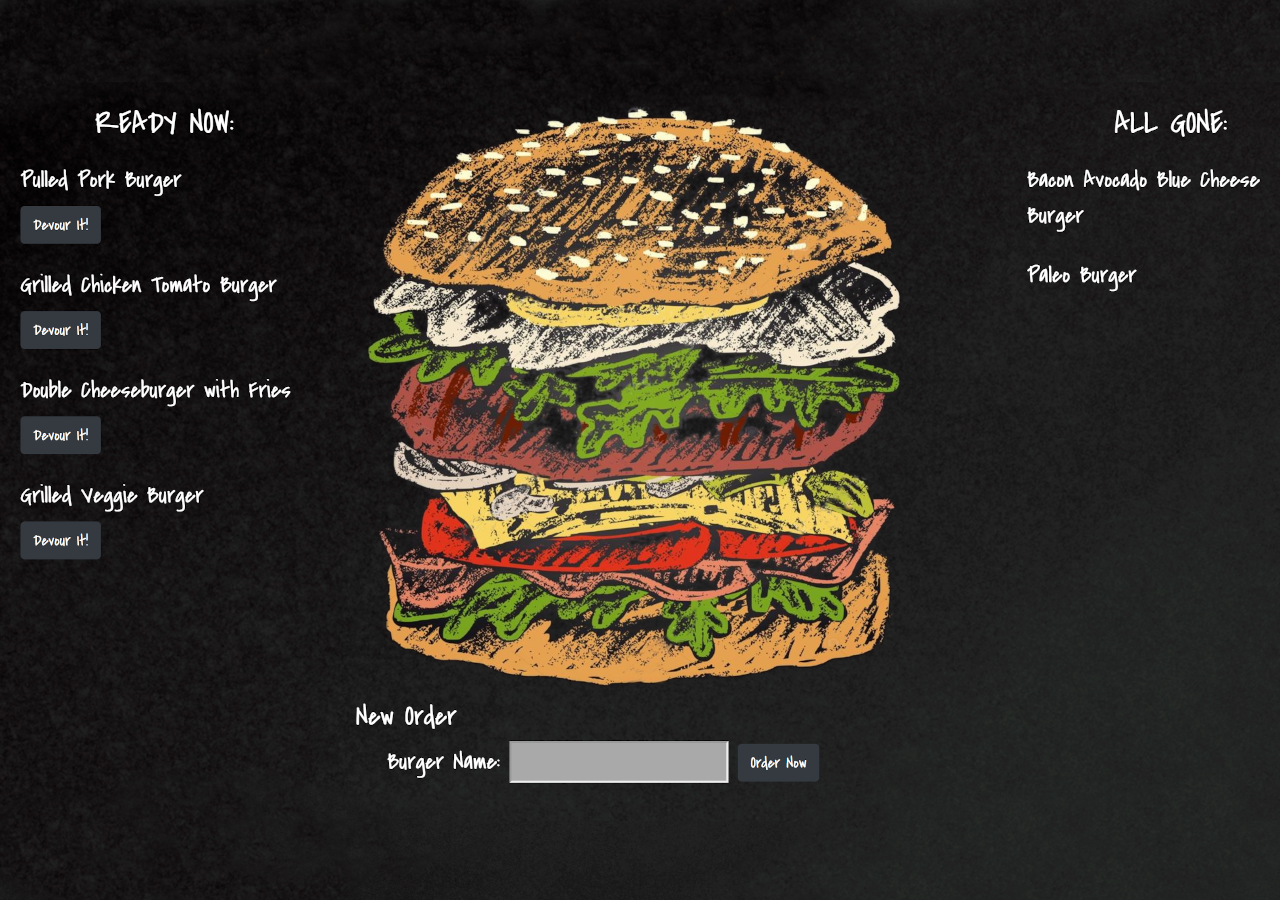 READY NOW:
Pulled Pork Burger
Devour It!
Grilled Chicken Tomato Burger
Devour It!
Double Cheeseburger with Fries
Devour It!
Grilled Veggie Burger
Devour It!
New Order
Burger Name:
Order Now
ALL GONE:
Bacon Avocado Blue Cheese
Burger
Paleo Burger